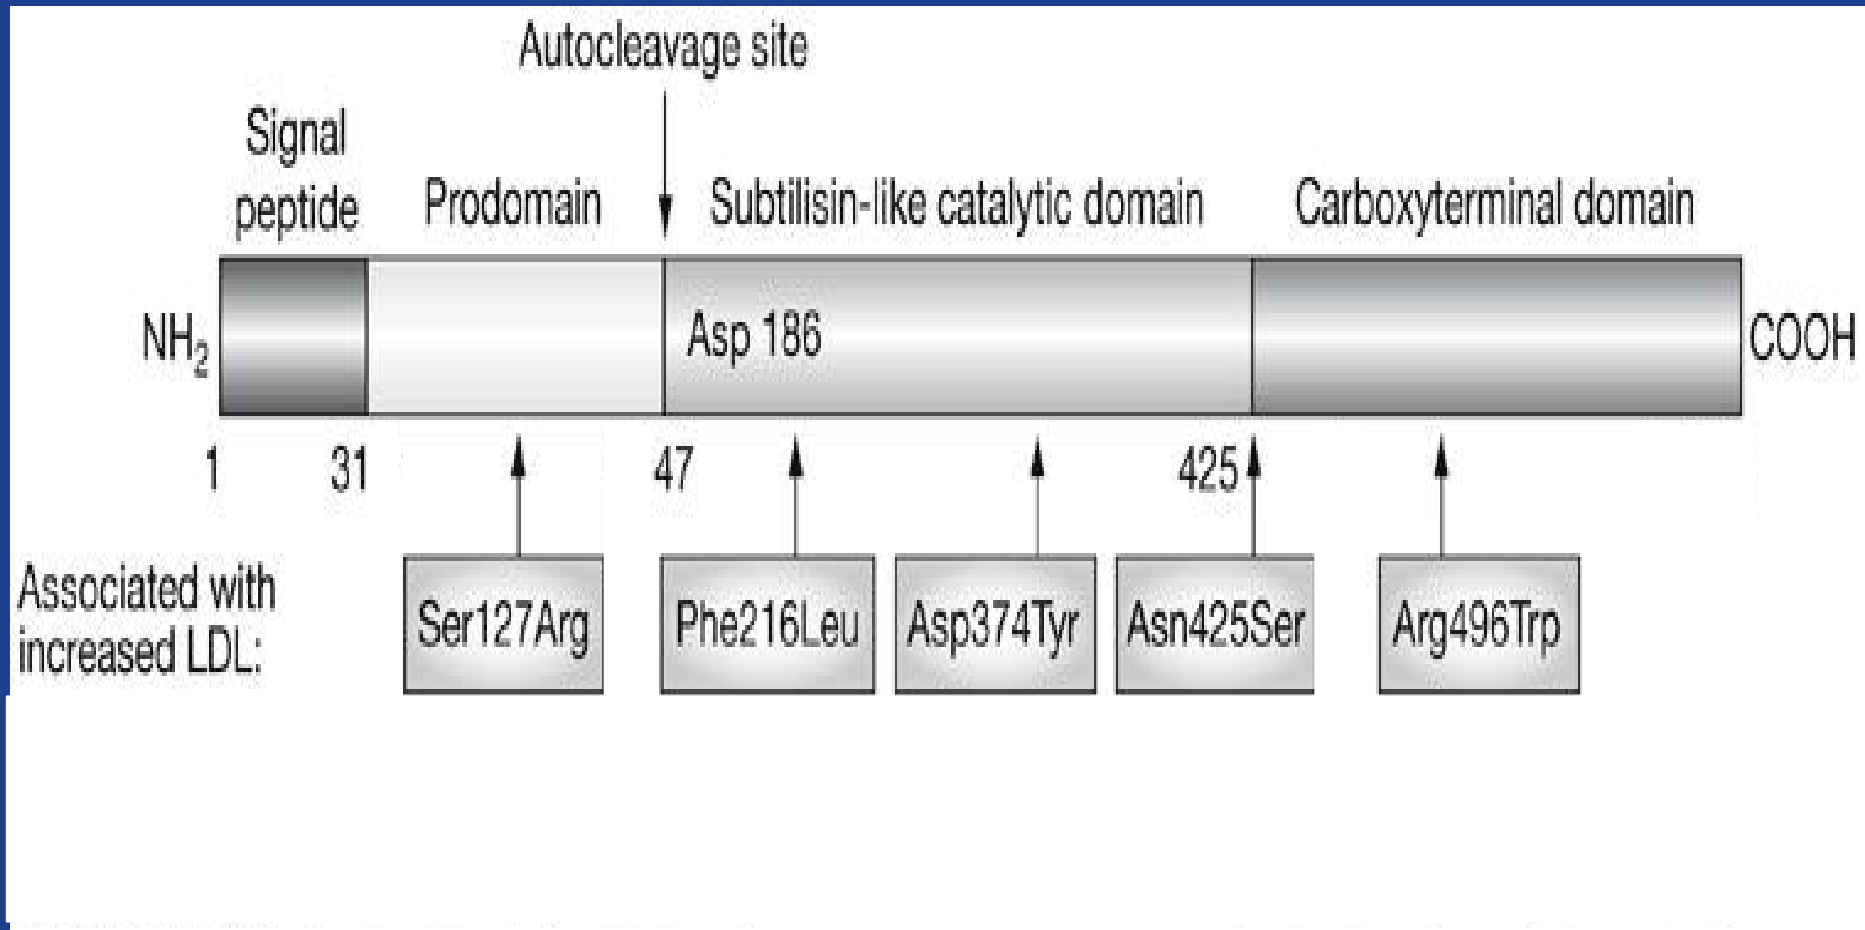 Autocleavage site
Signal
peptide
Prodomain
Subtilisin-like catalytic domain
Carboxyterminal domain
NH₂
Asp 186
COOH
1
31
47
425
Associated with
increased LDL:
Ser127Arg
Phe216Leu
Asp374Tyr
Asn425Ser
Arg496Trp